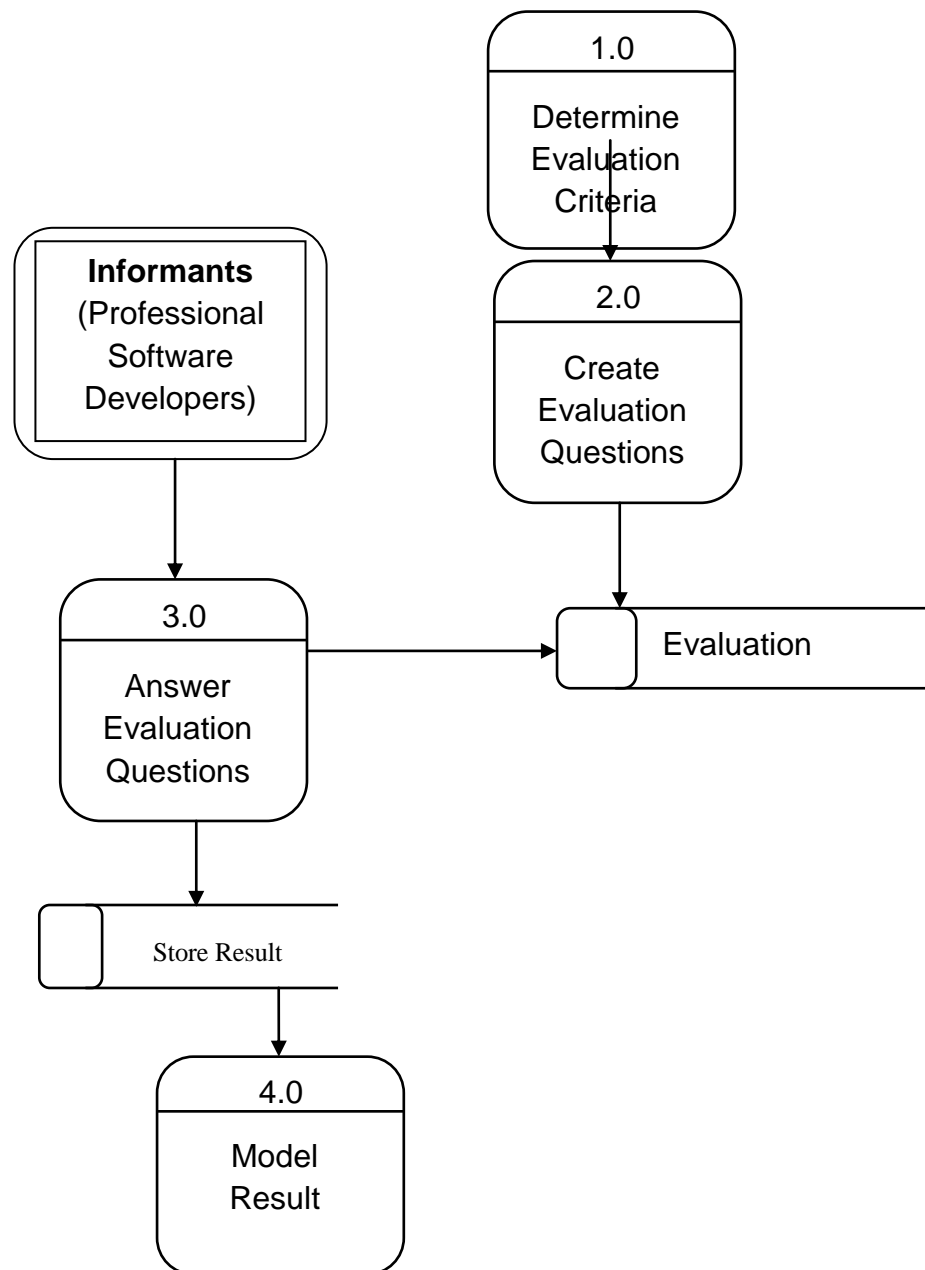 1.0
Determine
Evaluation
Criteria
Informants
(Professional
Software
Developers)
2.0
Create
Evaluation
Questions
3.0
Answer
Evaluation
Questions
Evaluation
Store Result
4.0
Model
Result